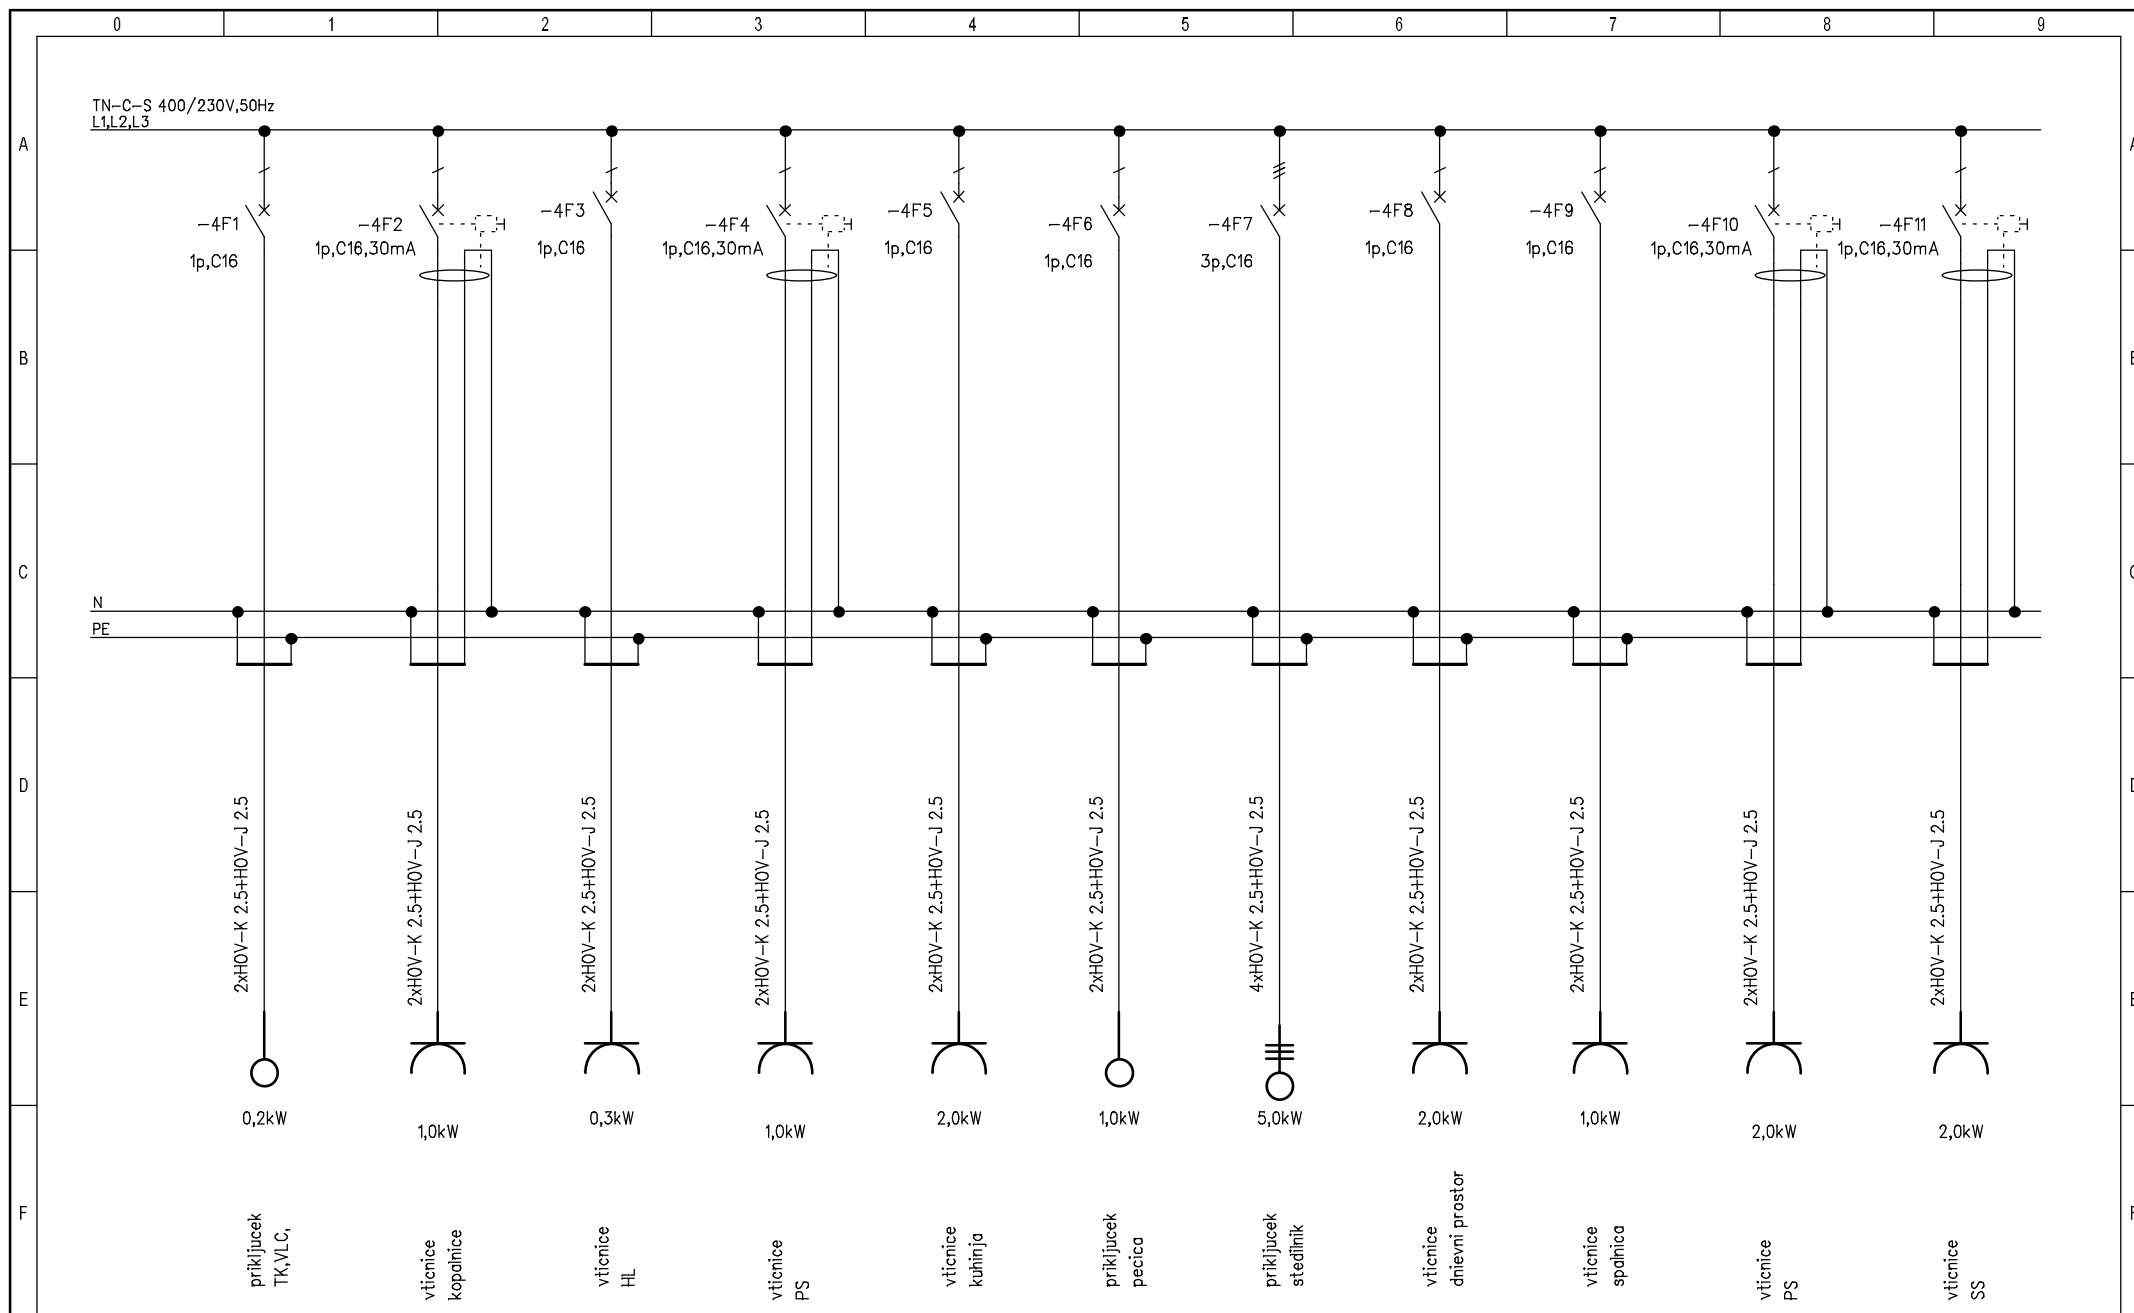 0 1 2 3 4 5 6 7 8 9
TN-C-S 400/230V,50Hz
L1,L2,L3
A
A
-4F1
1p,C16
-4F2
1p,C16,30mA
-4F3
1p,C16
-4F4
1p,C16,30mA
-4F5
1p,C16
-4F6
1p,C16
-4F7
3p,C16
-4F8
1p,C16
-4F9
1p,C16
-4F10
1p,C16,30mA
-4F11
1p,C16,30mA
B
C
N
PE
D
2xH0V-K 2.5+H0V-J 2.5
2xH0V-K 2.5+H0V-J 2.5
2xH0V-K 2.5+H0V-J 2.5
2xH0V-K 2.5+H0V-J 2.5
2xH0V-K 2.5+H0V-J 2.5
2xH0V-K 2.5+H0V-J 2.5
4xH0V-K 2.5+H0V-J 2.5
2xH0V-K 2.5+H0V-J 2.5
2xH0V-K 2.5+H0V-J 2.5
2xH0V-K 2.5+H0V-J 2.5
2xH0V-K 2.5+H0V-J 2.5
E
0,2kW
1,0kW
0,3kW
1,0kW
2,0kW
1,0kW
5,0kW
2,0kW
1,0kW
2,0kW
2,0kW
F
prikljucek
TK,VLC,
vticnice
kopalnice
vticnice
HL
vticnice
PS
vticnice
kuhinja
prikljucek
pecica
prikljucek
stedilnik
vticnice
dnievni prostor
vticnice
spalnica
vticnice
PS
vticnice
SS